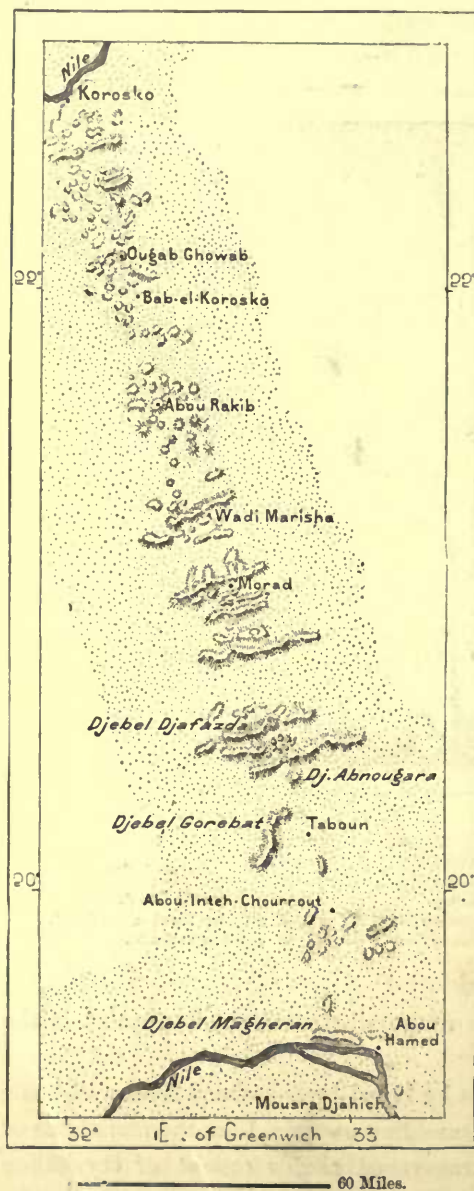 Nile
Korosko
Ougab Ghowab
22° 22°
Bab-el-Korosko
Abou Rakib
Wadi Marisha
Morad
Djebel Djafazda
Dj. Abnougara
Djebel Gorebat Taboun
20° 20°
Abou-Inteh-Chourrout
Djebel Magheran Abou
Hamed
Nile
Mousra Djahich
32° E. of Greenwich 33
60 Miles.